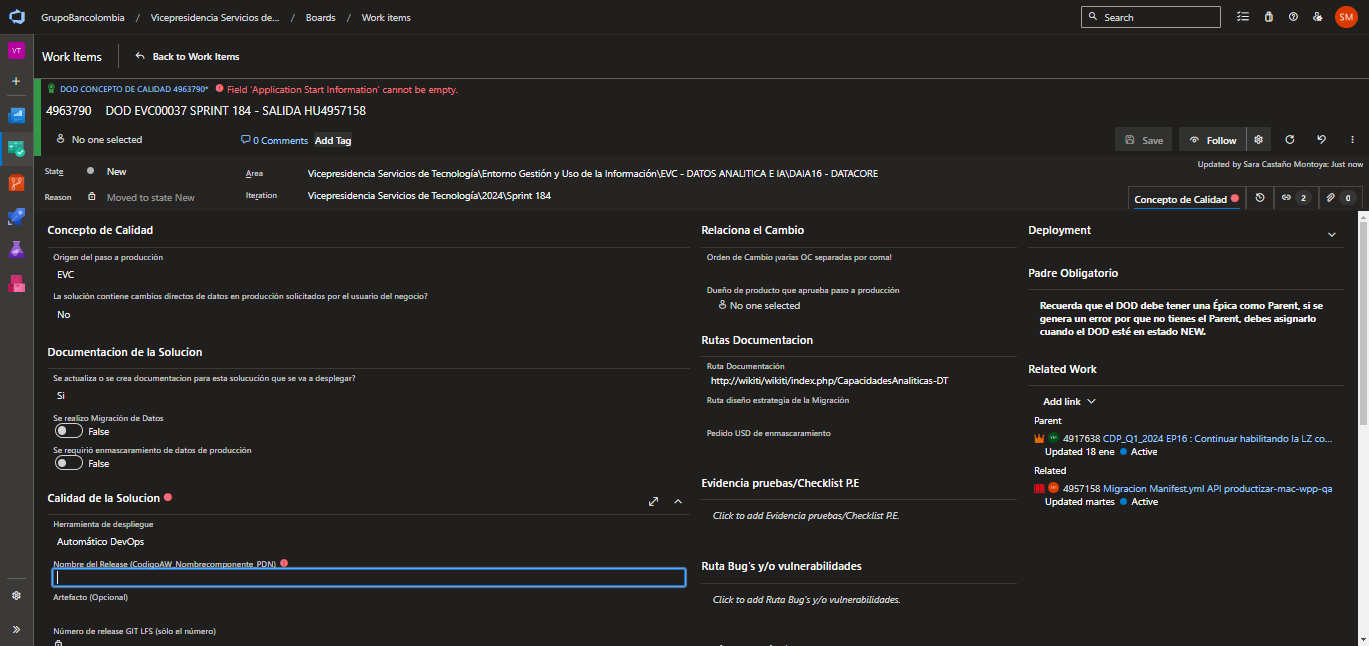 GrupoBancolombia / Vicepresidencia Servicios de... / Boards / Work items
Search
SM
VT
Work Items
Back to Work Items
DOD CONCEPTO DE CALIDAD 4963790*
Field 'Application Start Information' cannot be empty.
4963790 DOD EVC00037 SPRINT 184 - SALIDA HU4957158
No one selected
0 Comments
Add Tag
Save
Follow
State
New
Area
Vicepresidencia Servicios de Tecnología\Entorno Gestión y Uso de la Información\EVC - DATOS ANALITICA E IA\DAIA16 - DATACORE
Updated by Sara Castaño Montoya: Just now
Reason
Moved to state New
Iteration
Vicepresidencia Servicios de Tecnología\2024\Sprint 184
Concepto de Calidad
2
0
Concepto de Calidad
Origen del paso a producción
EVC
La solución contiene cambios directos de datos en producción solicitados por el usuario del negocio?
No
Documentacion de la Solucion
Se actualiza o se crea documentacion para esta solucución que se va a desplegar?
Si
Se realizo Migración de Datos
False
Se requirió enmascaramiento de datos de producción
False
Calidad de la Solucion
Herramienta de despliegue
Automático DevOps
Nombre del Release (CodigoAW_Nombrecomponente_PDN)
Artefacto (Opcional)
Número de release GIT LFS (sólo el número)
Relaciona el Cambio
Orden de Cambio ¡varias OC separadas por coma!
Dueño de producto que aprueba paso a producción
No one selected
Rutas Documentacion
Ruta Documentación
http://wikiti/wikiti/index.php/CapacidadesAnaliticas-DT
Ruta diseño estrategia de la Migración
Pedido USD de enmascaramiento
Evidencia pruebas/Checklist P.E
Click to add Evidencia pruebas/Checklist P.E.
Ruta Bug's y/o vulnerabilidades
Click to add Ruta Bug's y/o vulnerabilidades.
Deployment
Padre Obligatorio
Recuerda que el DOD debe tener una Épica como Parent, si se
genera un error por que no tienes el Parent, debes asignarlo
cuando el DOD esté en estado NEW.
Related Work
Add link
Parent
4917638 CDP_Q1_2024 EP16 : Continuar habilitando la LZ co...
Updated 18 ene Active
Related
4957158 Migracion Manifest.yml API productizar-mac-wpp-qa
Updated martes Active